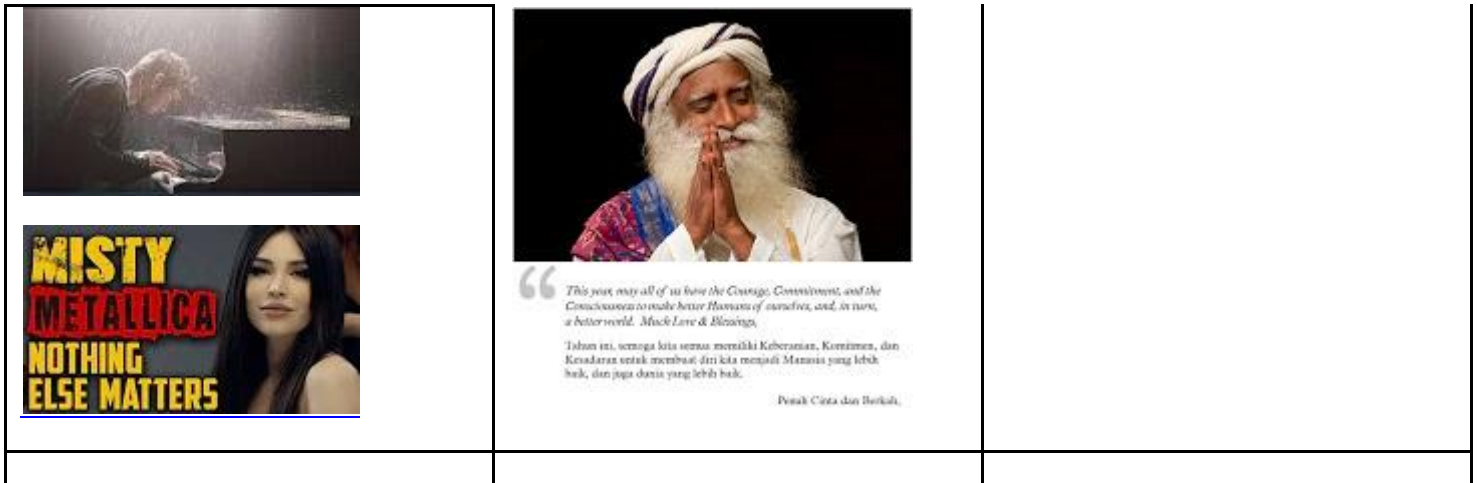 MISTY
METALLICA
NOTHING
ELSE MATTERS
“
This year, may all of us have the Courage, Commitment, and the
Consciousness to make better Humans of ourselves, and, in turn,
a better world. Much Love & Blessings,
Tahun ini, semoga kita semua memiliki Keberanian, Komitmen, dan
Kesadaran untuk membuat diri kita menjadi Manusia yang lebih
baik, dan juga dunia yang lebih baik.
Penuh Cinta dan Berkah,